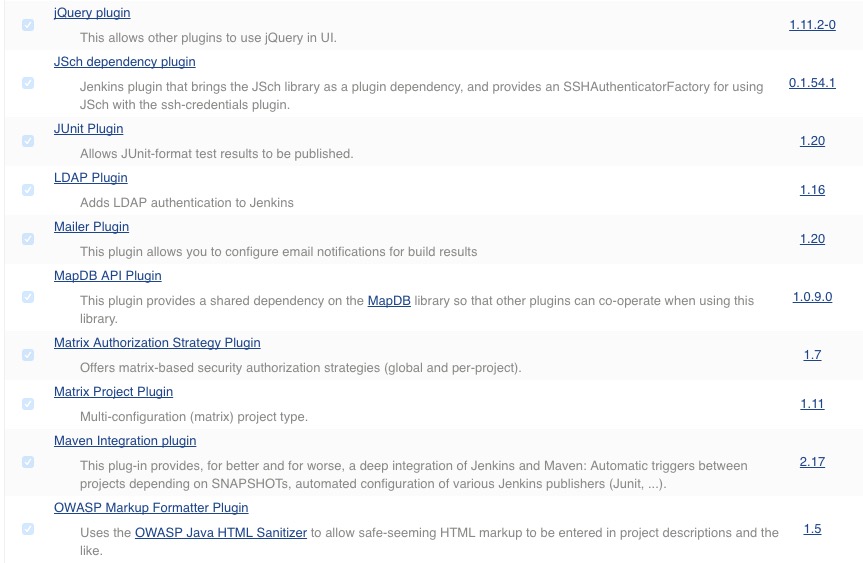 jQuery plugin
This allows other plugins to use jQuery in UI.
1.11.2-0
JSch dependency plugin
Jenkins plugin that brings the JSch library as a plugin dependency, and provides an SSHAuthenticatorFactory for using
JSch with the ssh-credentials plugin.
0.1.54.1
JUnit Plugin
Allows JUnit-format test results to be published.
1.20
LDAP Plugin
Adds LDAP authentication to Jenkins
1.16
Mailer Plugin
This plugin allows you to configure email notifications for build results
1.20
MapDB API Plugin
This plugin provides a shared dependency on the MapDB library so that other plugins can co-operate when using this
library.
1.0.9.0
Matrix Authorization Strategy Plugin
Offers matrix-based security authorization strategies (global and per-project).
1.7
Matrix Project Plugin
Multi-configuration (matrix) project type.
1.11
Maven Integration plugin
This plug-in provides, for better and for worse, a deep integration of Jenkins and Maven: Automatic triggers between
projects depending on SNAPSHOTs, automated configuration of various Jenkins publishers (Junit, ...).
2.17
OWASP Markup Formatter Plugin
Uses the OWASP Java HTML Sanitizer to allow safe-seeming HTML markup to be entered in project descriptions and the
like.
1.5